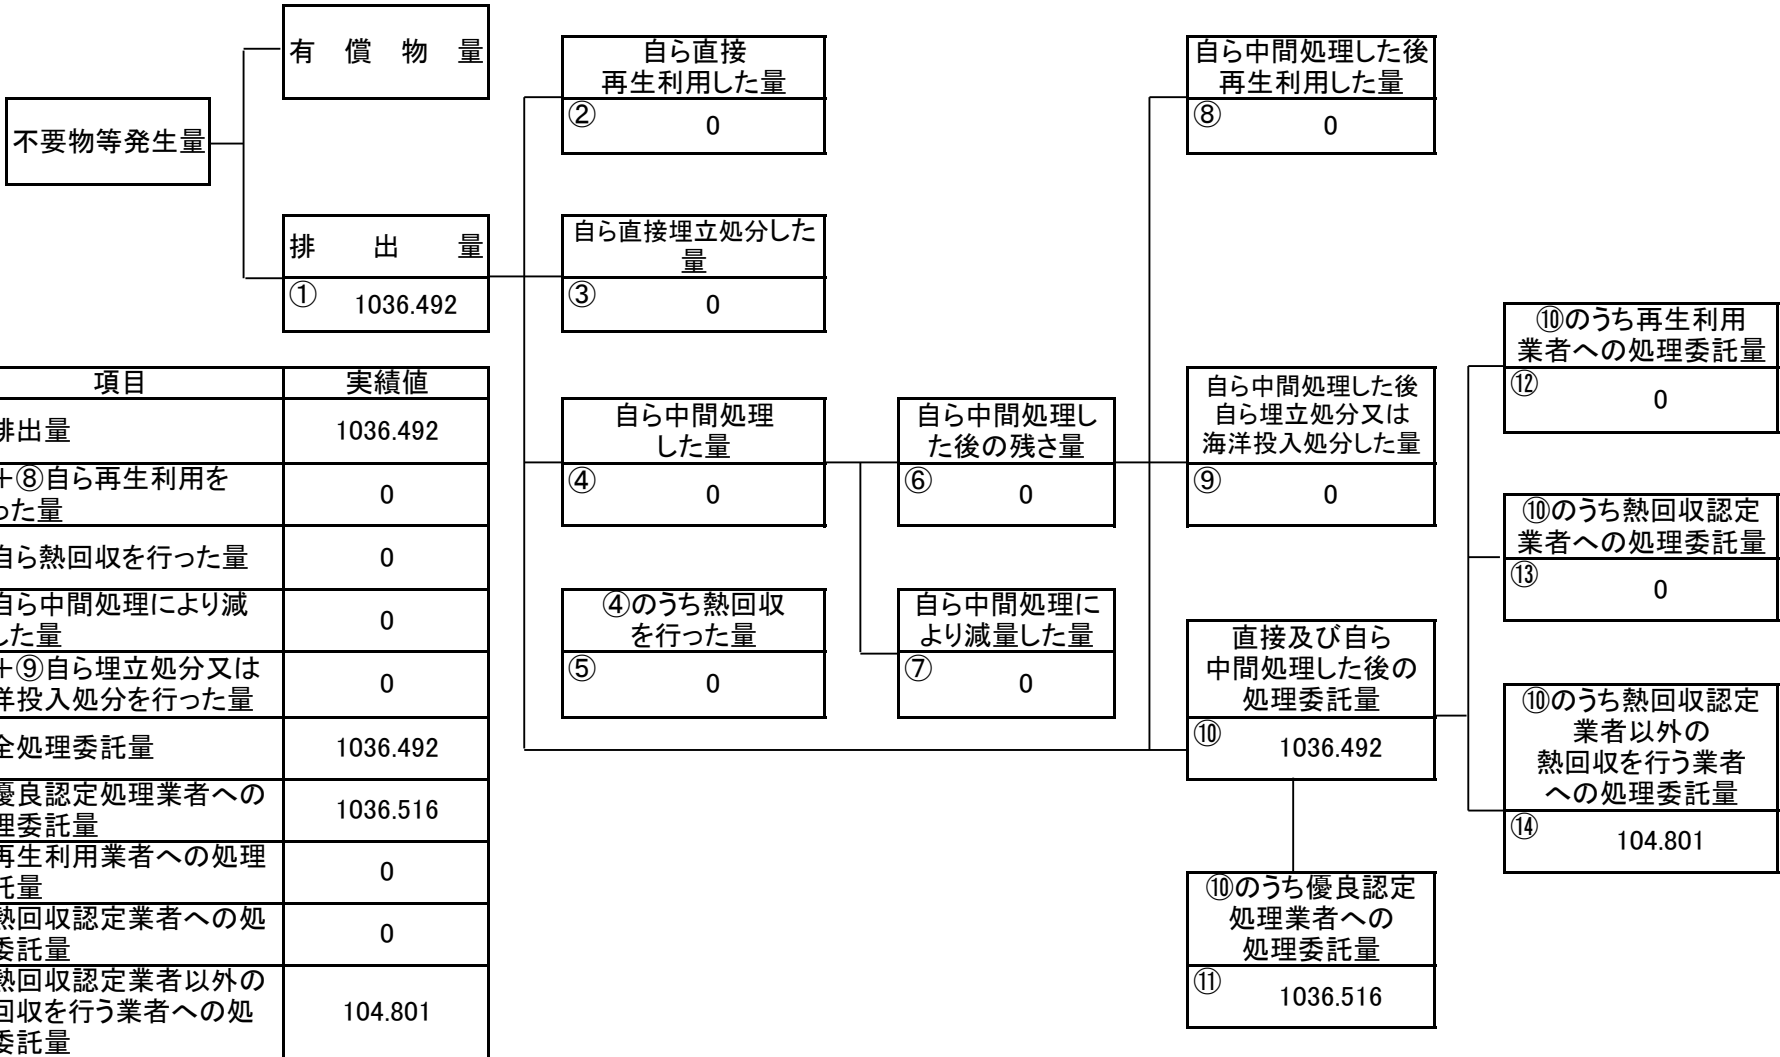 有償物量
不要物等発生量
排出量
① 1036.492
自ら直接
再生利用した量
② 0
自ら直接埋立処分した
量
③ 0
自ら中間処理
した量
④ 0
④のうち熱回収
を行った量
⑤ 0
自ら中間処理し
た後の残さ量
⑥ 0
自ら中間処理に
より減量した量
⑦ 0
自ら中間処理した後
再生利用した量
⑧ 0
自ら中間処理した後
自ら埋立処分又は
海洋投入処分した量
⑨ 0
直接及び自ら
中間処理した後の
処理委託量
⑩ 1036.492
⑩のうち優良認定
処理業者への
処理委託量
⑪ 1036.516
⑩のうち再生利用
業者への処理委託量
⑫ 0
⑩のうち熱回収認定
業者への処理委託量
⑬ 0
⑩のうち熱回収認定
業者以外の
熱回収を行う業者
への処理委託量
⑭ 104.801
項目 実績値
排出量 1036.492
+⑧自ら再生利用を
った量 0
自ら熱回収を行った量 0
自ら中間処理により減
した量 0
+⑨自ら埋立処分又は
洋投入処分を行った量 0
全処理委託量 1036.492
優良認定処理業者への
理委託量 1036.516
再生利用業者への処理
託量 0
熱回収認定業者への処
委託量 0
熱回収認定業者以外の
回収を行う業者への処
委託量 104.801